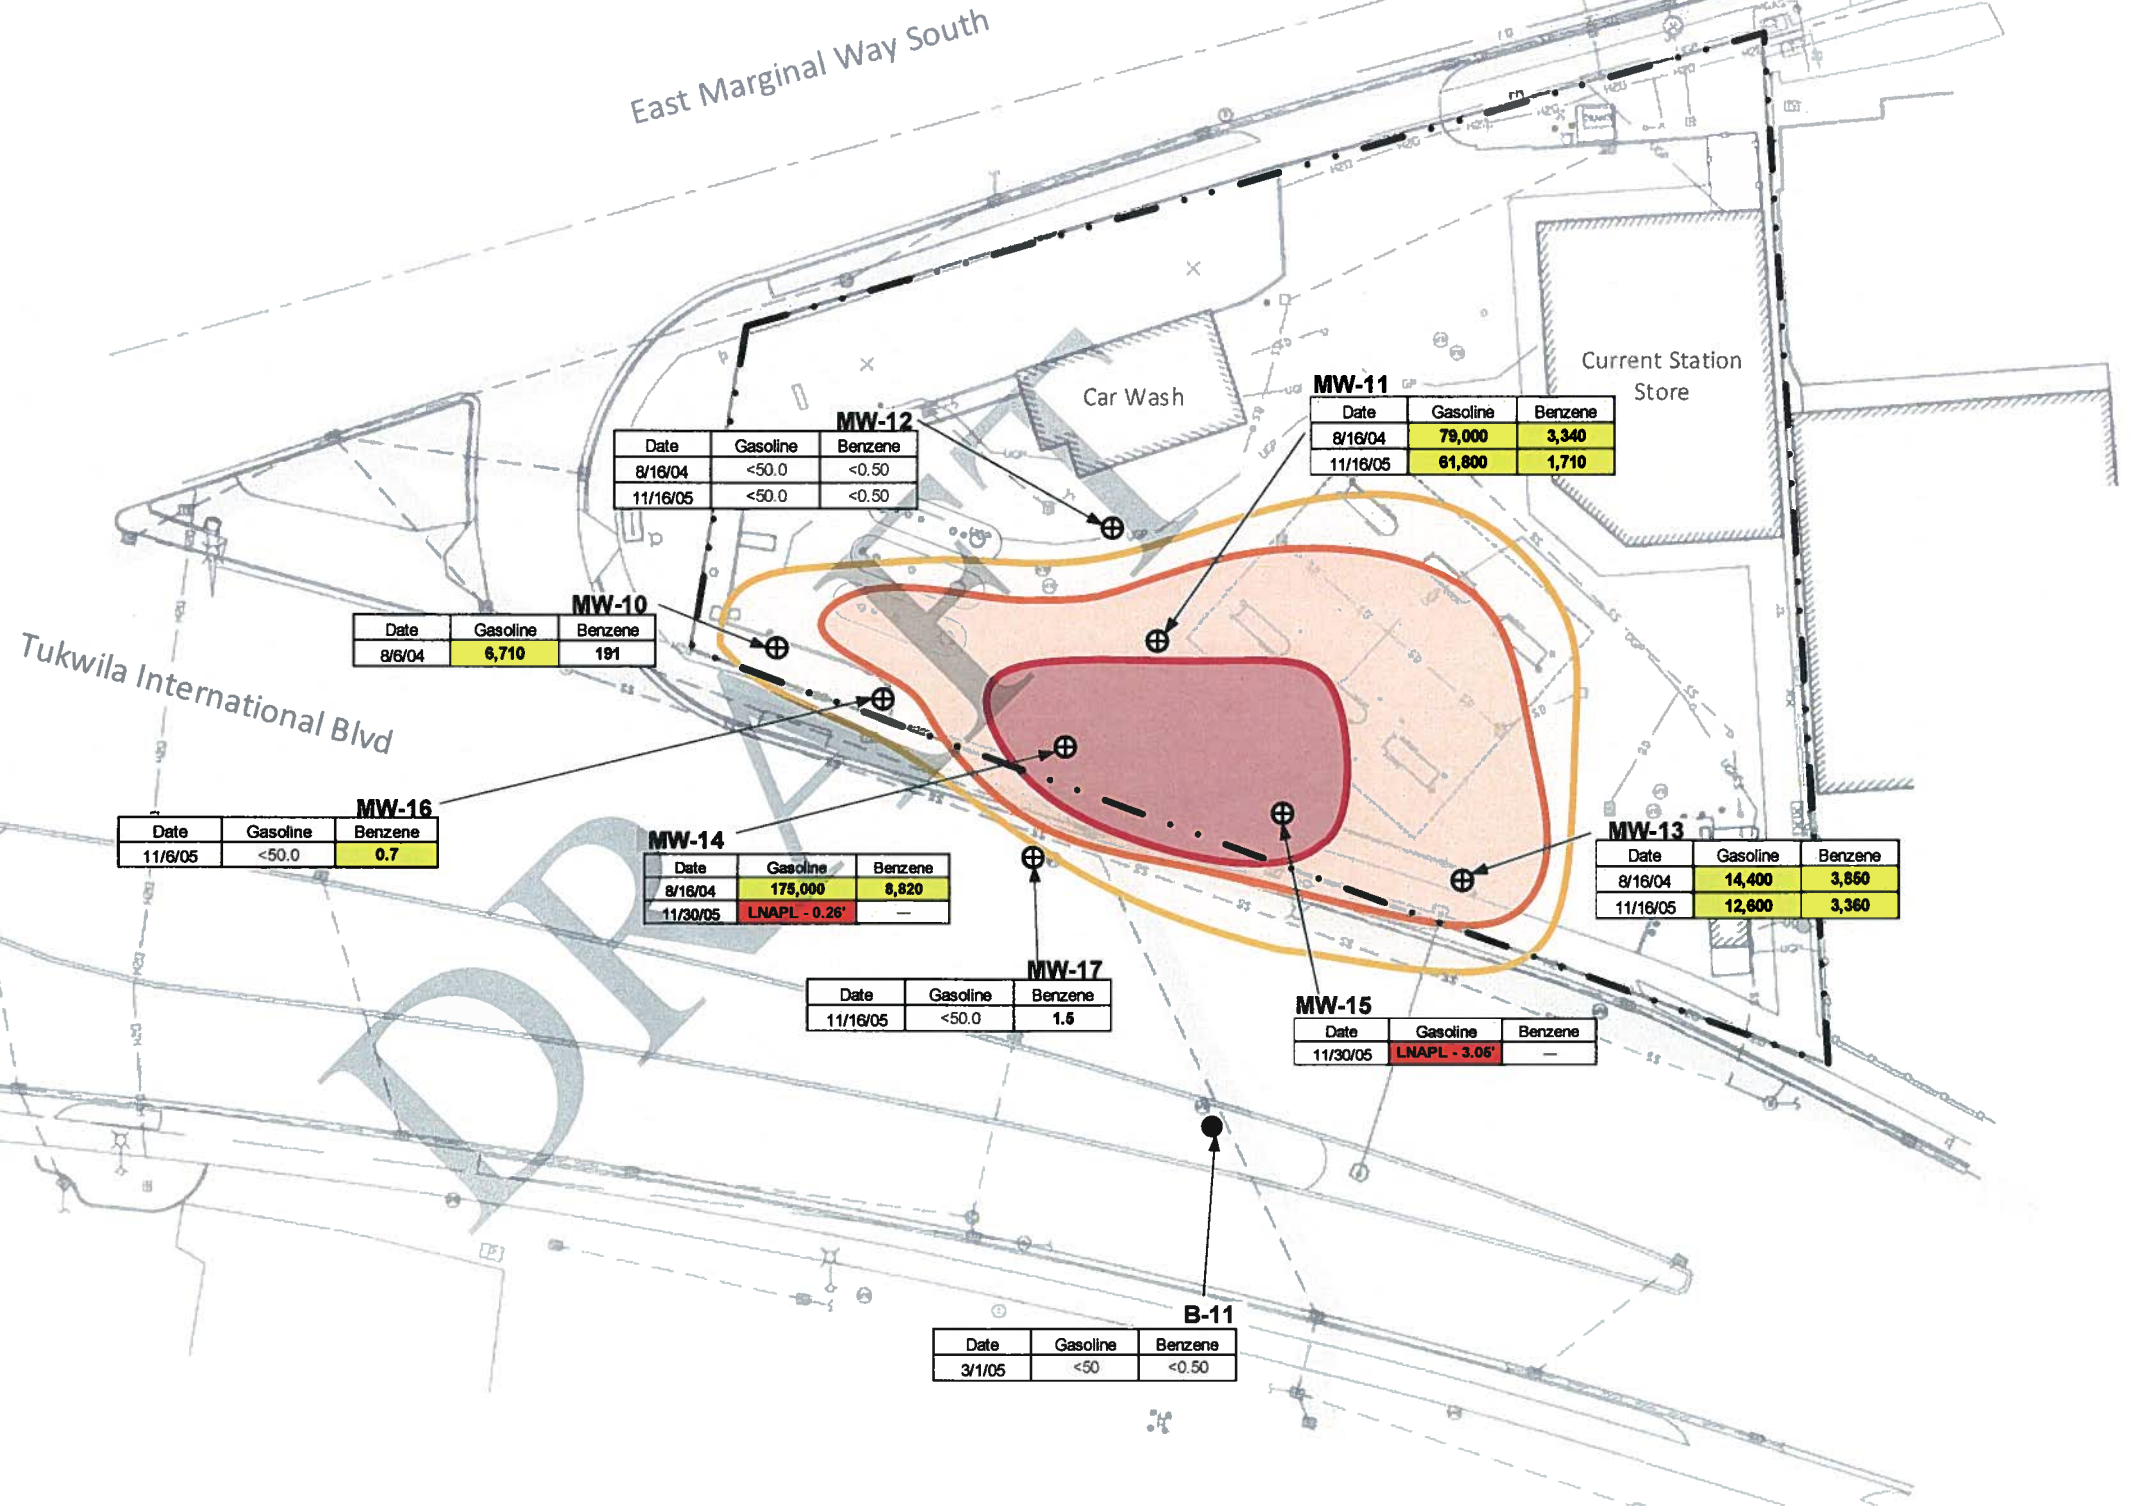 East Marginal Way South
Current Station
Store
Car Wash
MW-11
Date Gasoline Benzene
8/16/04 79,000 3,340
11/16/05 61,800 1,710
MW-12
Date Gasoline Benzene
8/16/04 <50.0 <0.50
11/16/05 <50.0 <0.50
MW-10
Date Gasoline Benzene
8/6/04 6,710 191
Tukwila International Blvd
MW-16
Date Gasoline Benzene
11/6/05 <50.0 0.7
MW-14
Date Gasoline Benzene
8/16/04 175,000 8,820
11/30/05 LNAPL - 0.26' —
MW-13
Date Gasoline Benzene
8/16/04 14,400 3,850
11/16/05 12,600 3,360
MW-17
Date Gasoline Benzene
11/16/05 <50.0 1.5
MW-15
Date Gasoline Benzene
11/30/05 LNAPL - 3.05' —
B-11
Date Gasoline Benzene
3/1/05 <50 <0.50
DRAFT